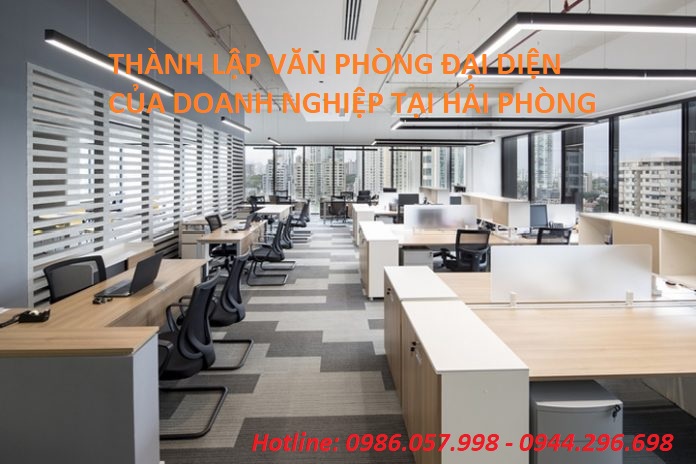 THÀNH LẬP VĂN PHÒNG ĐẠI DIỆN
CỦA DOANH NGHIỆP TẠI HẢI PHÒNG
Hotline: 0986.057.998 - 0944.296.698